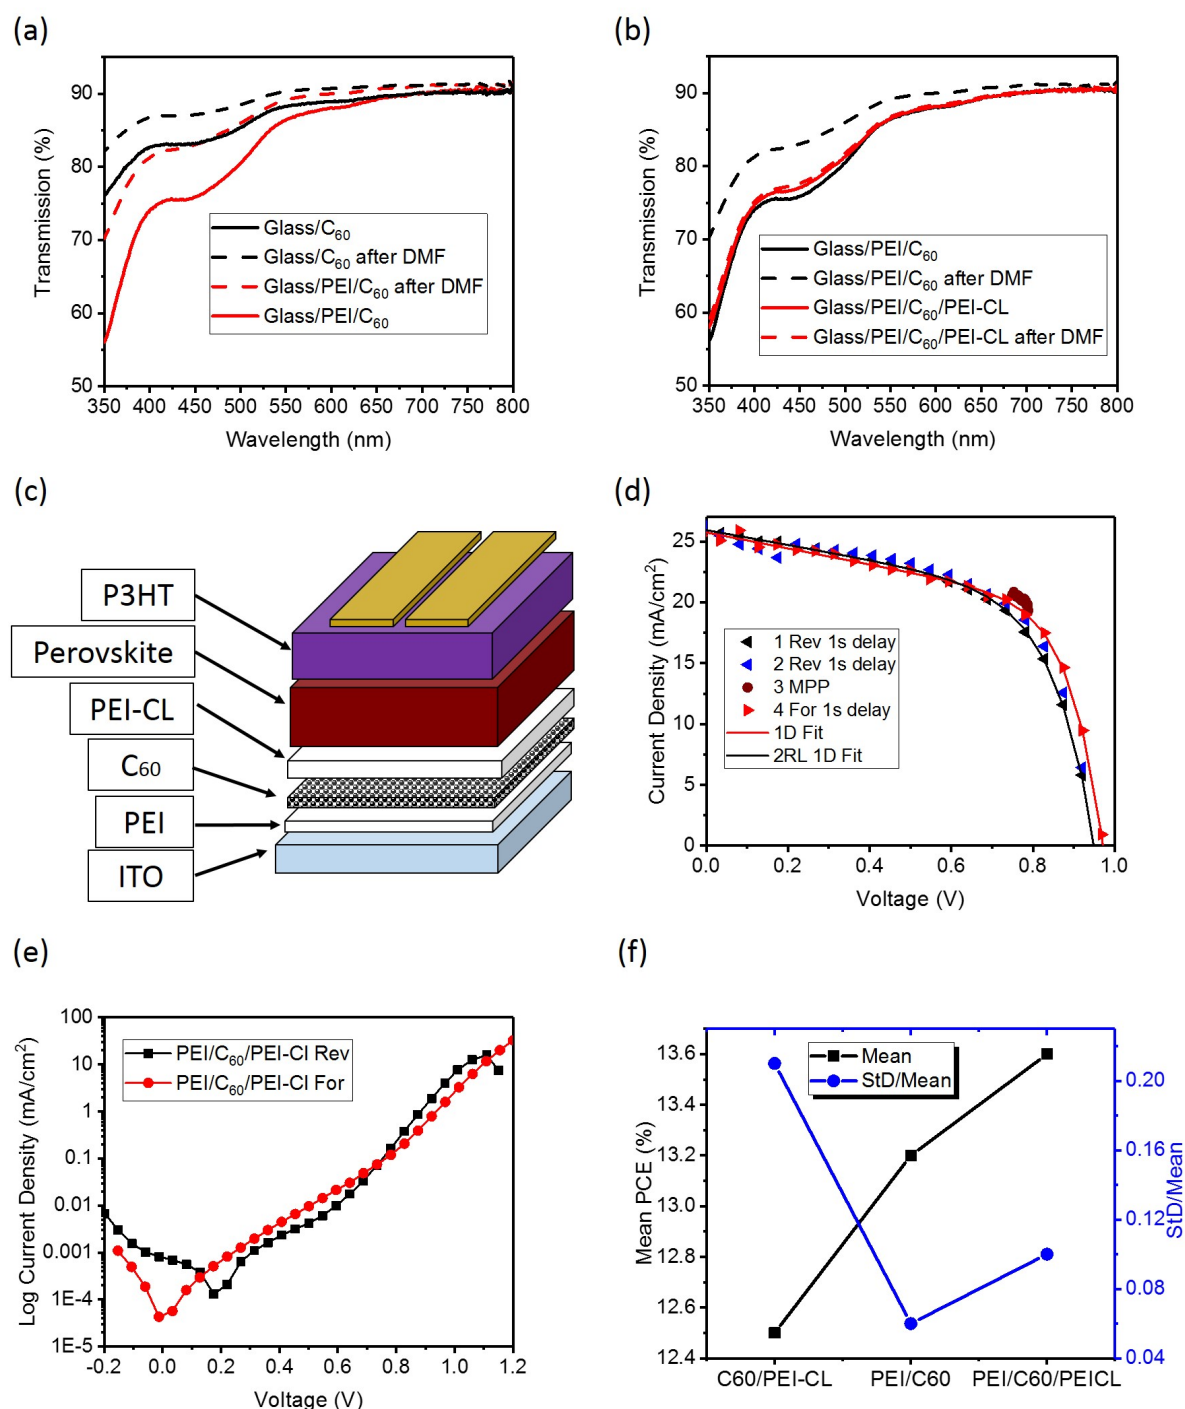 (a)
(b)
90
80
70
60
50
Transmission (%)
Glass/C60
Glass/C60 after DMF
Glass/PEI/C60 after DMF
Glass/PEI/C60
350 400 450 500 550 600 650 700 750 800
Wavelength (nm)
90
80
70
60
50
Transmission (%)
Glass/PEI/C60
Glass/PEI/C60 after DMF
Glass/PEI/C60/PEI-CL
Glass/PEI/C60/PEI-CL after DMF
350 400 450 500 550 600 650 700 750 800
Wavelength (nm)
(c)
P3HT
Perovskite
PEI-CL
C60
PEI
ITO
(d)
25
20
15
10
5
0
Current Density (mA/cm²)
1 Rev 1s delay
2 Rev 1s delay
3 MPP
4 For 1s delay
1D Fit
2RL 1D Fit
0.0 0.2 0.4 0.6 0.8 1.0
Voltage (V)
(e)
100
10
1
0.1
0.01
0.001
1E-4
1E-5
Log Current Density (mA/cm²)
PEI/C60/PEI-Cl Rev
PEI/C60/PEI-Cl For
-0.2 0.0 0.2 0.4 0.6 0.8 1.0 1.2
Voltage (V)
(f)
13.6
13.4
13.2
13.0
12.8
12.6
12.4
Mean PCE (%)
Mean
StD/Mean
0.20
0.16
0.12
0.08
0.04
StD/Mean
C60/PEI-CL PEI/C60 PEI/C60/PEICL